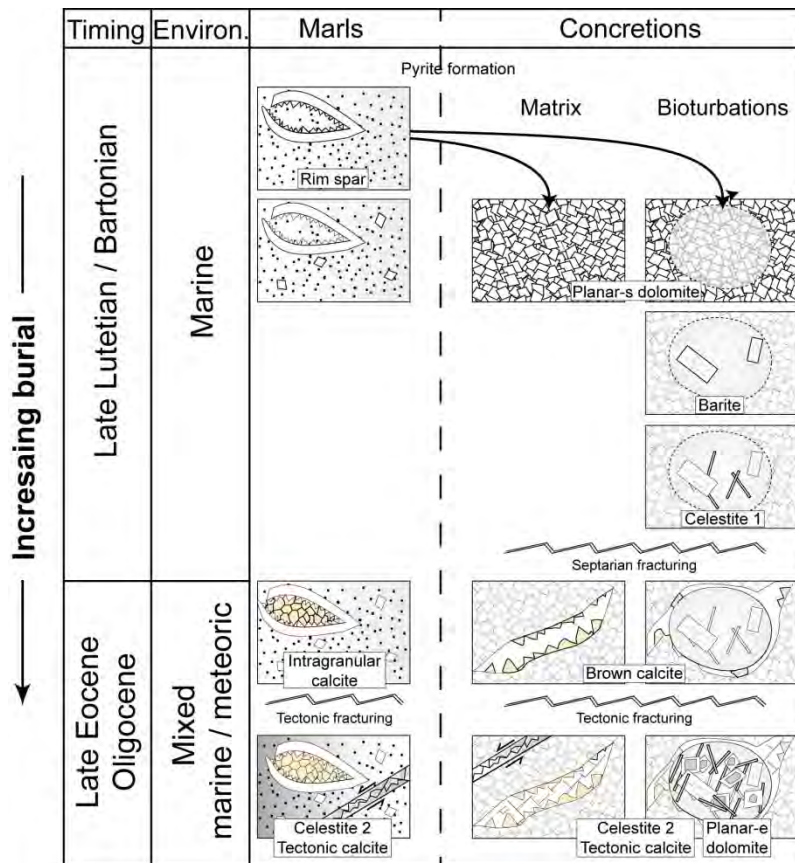 Timing Environ. Marls Concretions
Pyrite formation
Matrix Bioturbations
Rim spar
Planar-s dolomite
Barite
Celestite 1
Septarian fracturing
Intragranular
calcite
Brown calcite
Tectonic fracturing Tectonic fracturing
Celestite 2
Tectonic calcite
Celestite 2
Tectonic calcite
Planar-e
dolomite
Incresaing burial
Late Lutetian / Bartonian
Marine
Late Eocene
Oligocene
Mixed
marine / meteoric